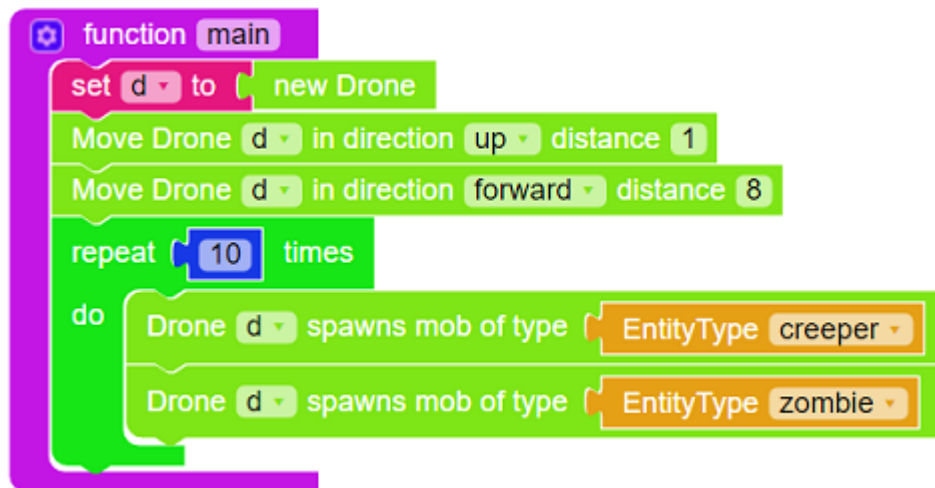 function main
set d to new Drone
Move Drone d in direction up distance 1
Move Drone d in direction forward distance 8
repeat 10 times
do Drone d spawns mob of type EntityType creeper
Drone d spawns mob of type EntityType zombie